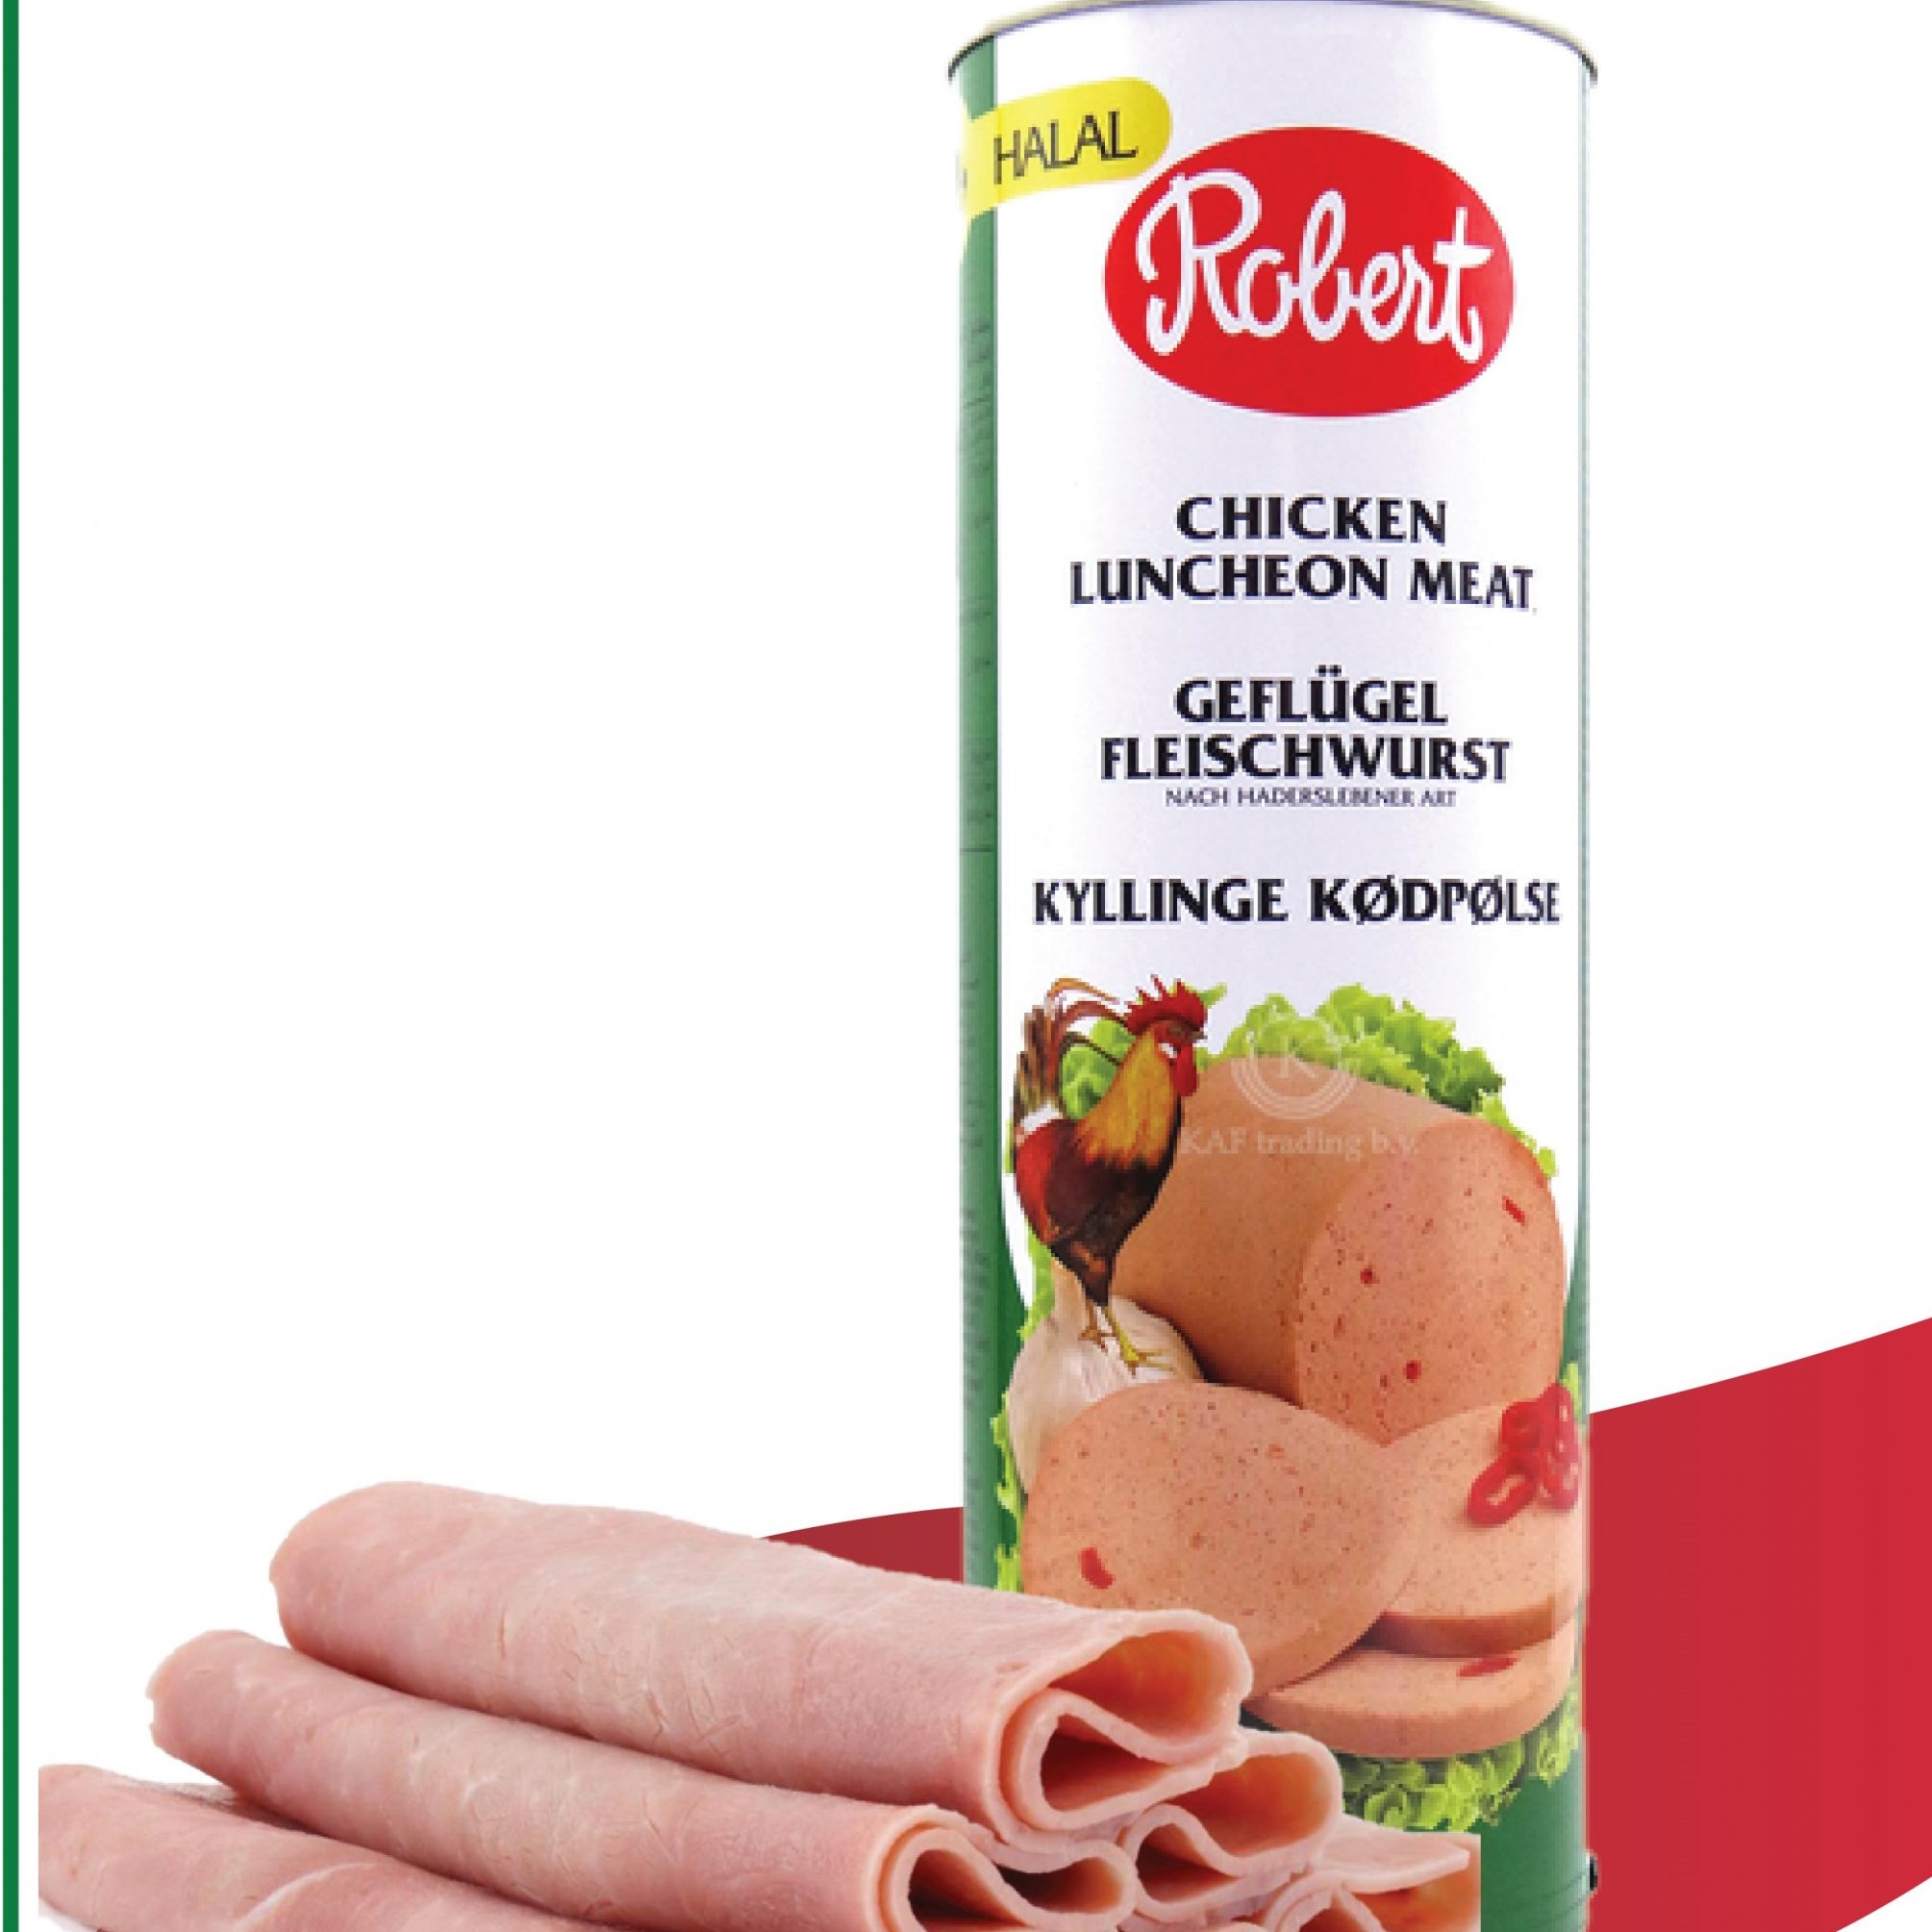 HALAL
Robert
CHICKEN
LUNCHEON MEAT
GEFLÜGEL
FLEISCHWURST
NACH HADERSLEBENER ART
KYLLINGE KØDPØLSE
K
KAF trading b.v.